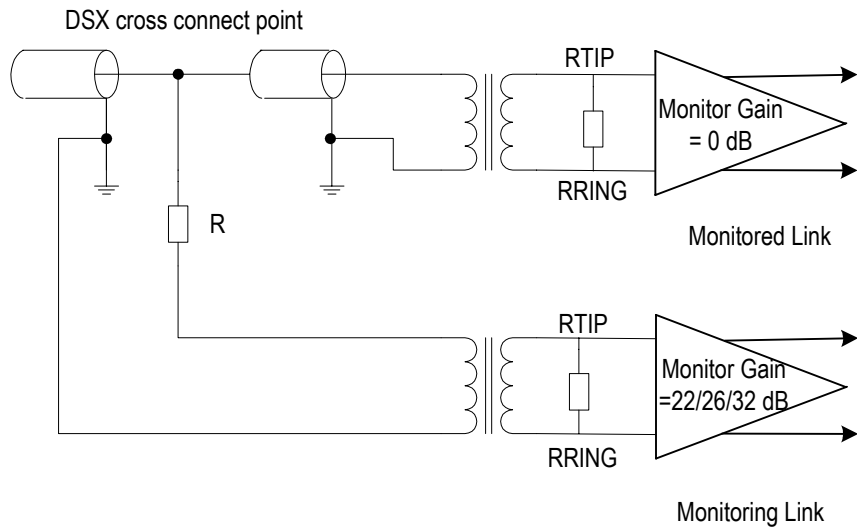 DSX cross connect point
RTIP
Monitor Gain
= 0 dB
RRING
R
Monitored Link
RTIP
Monitor Gain
=22/26/32 dB
RRING
Monitoring Link